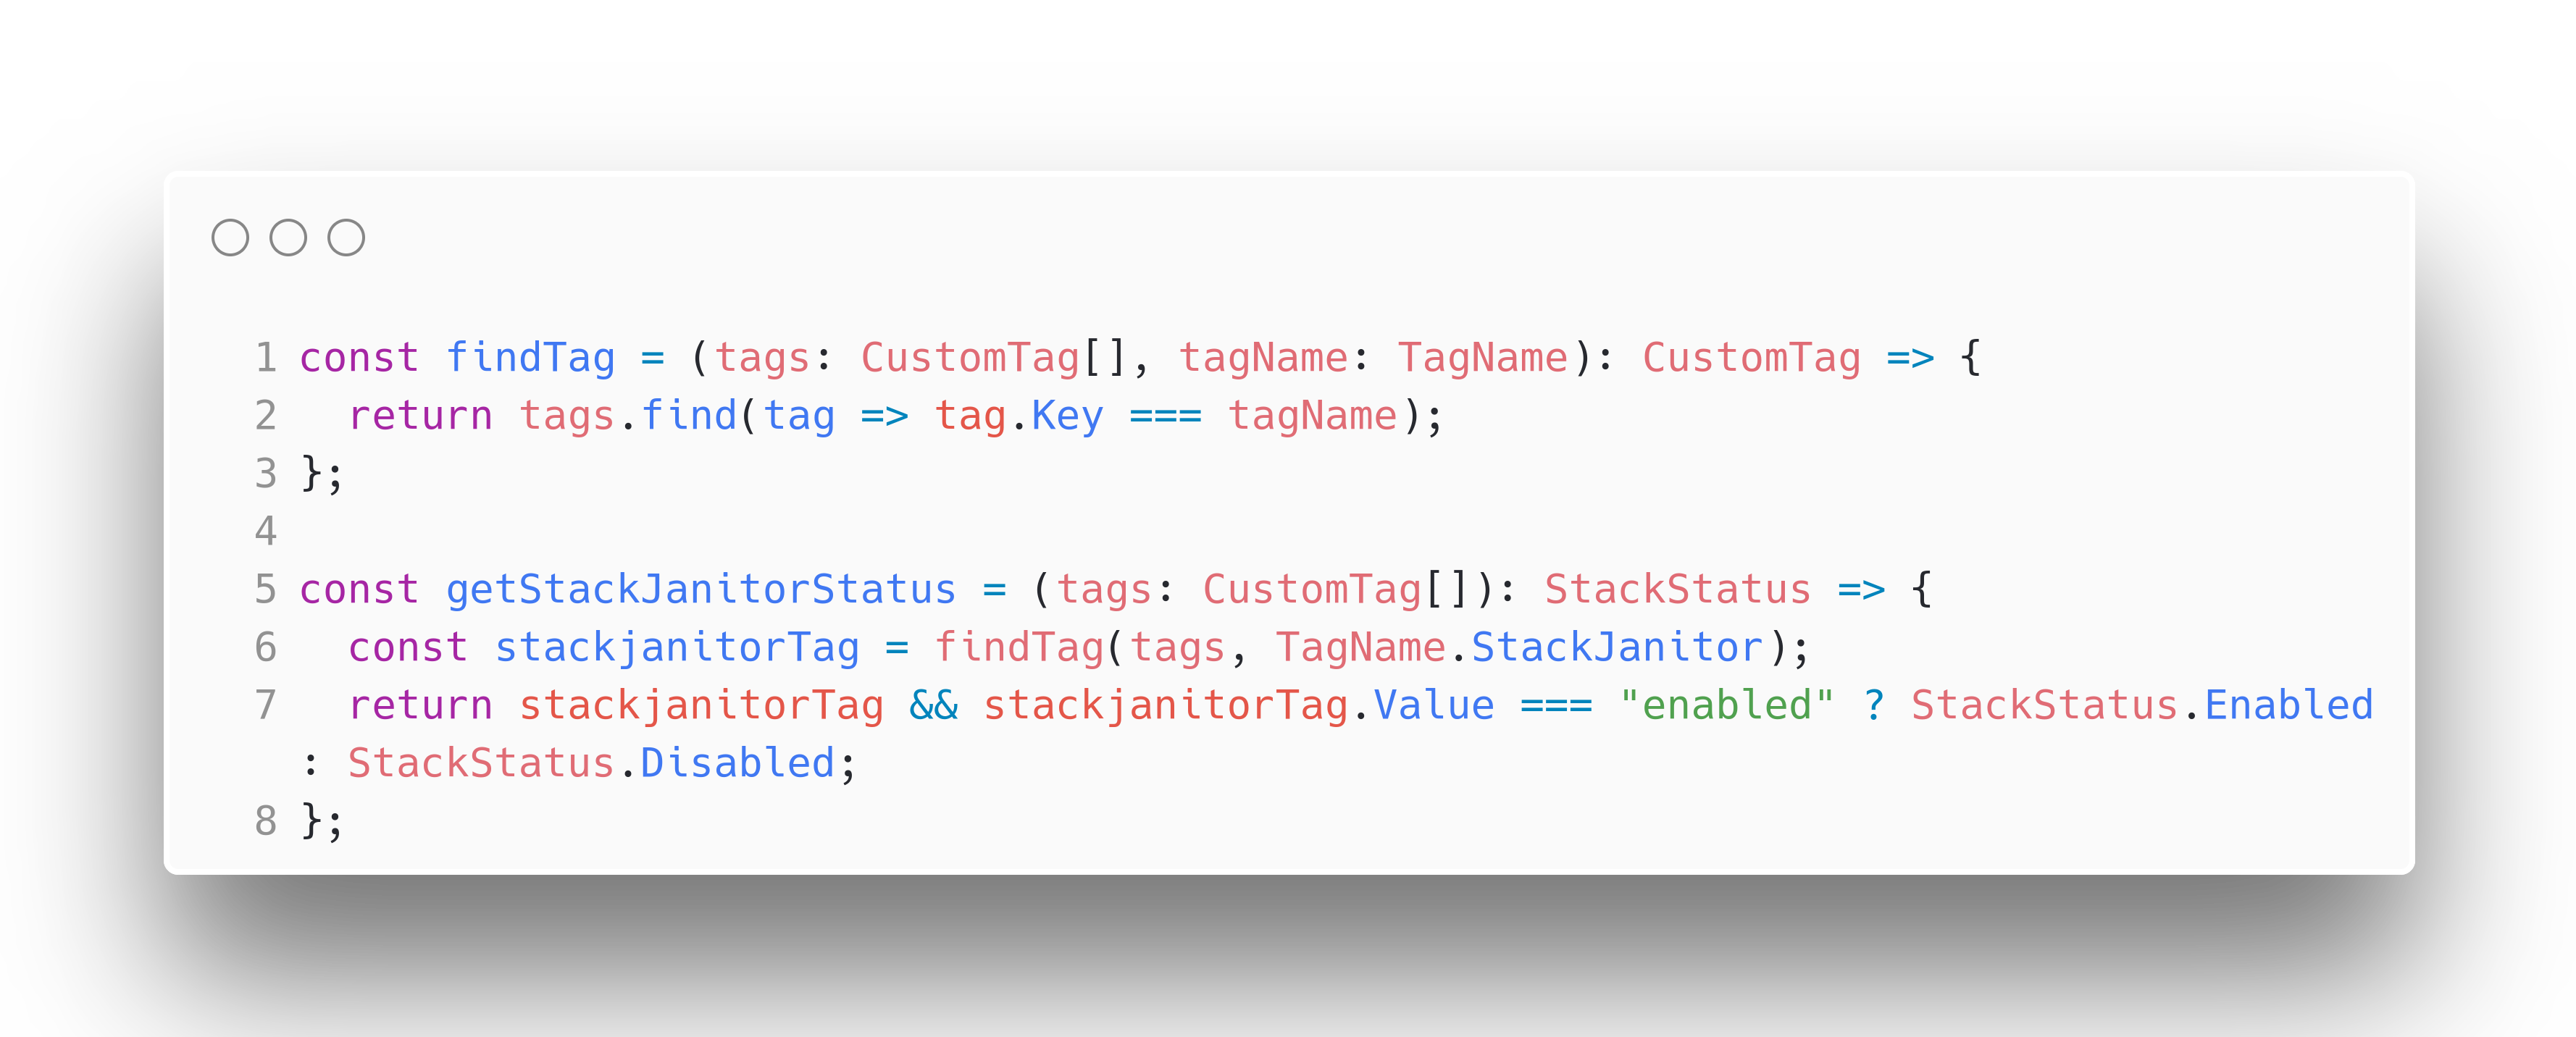 1 const findTag = (tags: CustomTag[], tagName: TagName): CustomTag => {
2   return tags.find(tag => tag.Key === tagName);
3 };
4
5 const getStackJanitorStatus = (tags: CustomTag[]): StackStatus => {
6   const stackjanitorTag = findTag(tags, TagName.StackJanitor);
7   return stackjanitorTag && stackjanitorTag.Value === "enabled" ? StackStatus.Enabled
: StackStatus.Disabled;
8 };